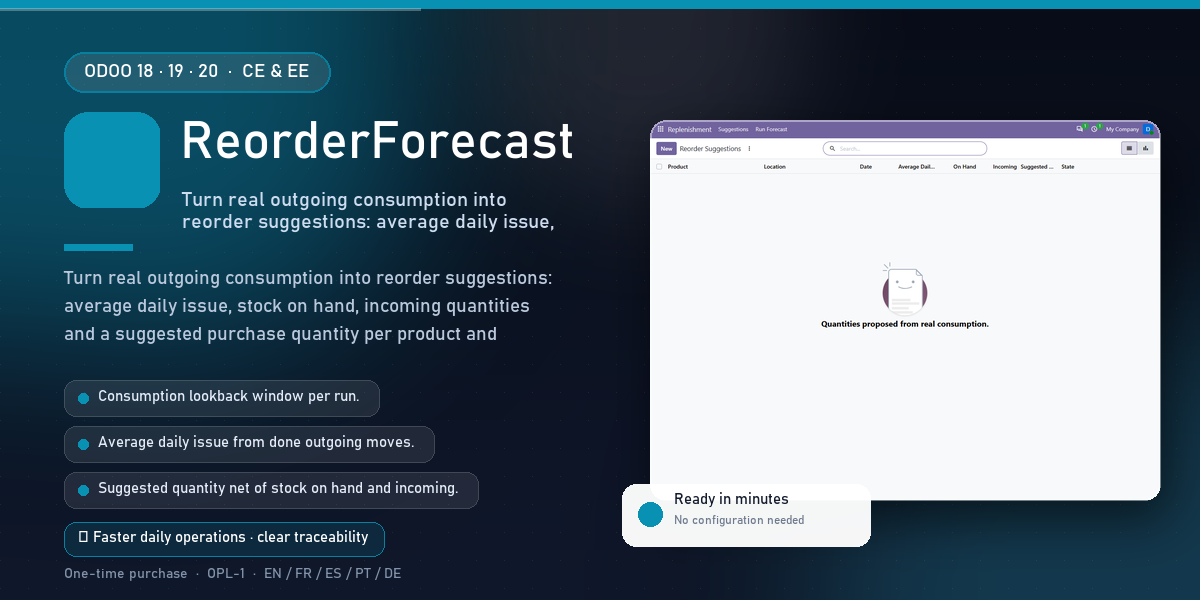 ODOO 18 · 19 · 20 · CE & EE
ReorderForecast
Turn real outgoing consumption into
reorder suggestions: average daily issue,
Turn real outgoing consumption into reorder suggestions:
average daily issue, stock on hand, incoming quantities
and a suggested purchase quantity per product and
Consumption lookback window per run.
Average daily issue from done outgoing moves.
Suggested quantity net of stock on hand and incoming.
Faster daily operations · clear traceability
One-time purchase · OPL-1 · EN / FR / ES / PT / DE
Replenishment Suggestions Run Forecast My Company D
New Reorder Suggestions Search...
Product Location Date Average Dail... On Hand Incoming Suggested ... State
Quantities proposed from real consumption.
Ready in minutes
No configuration needed